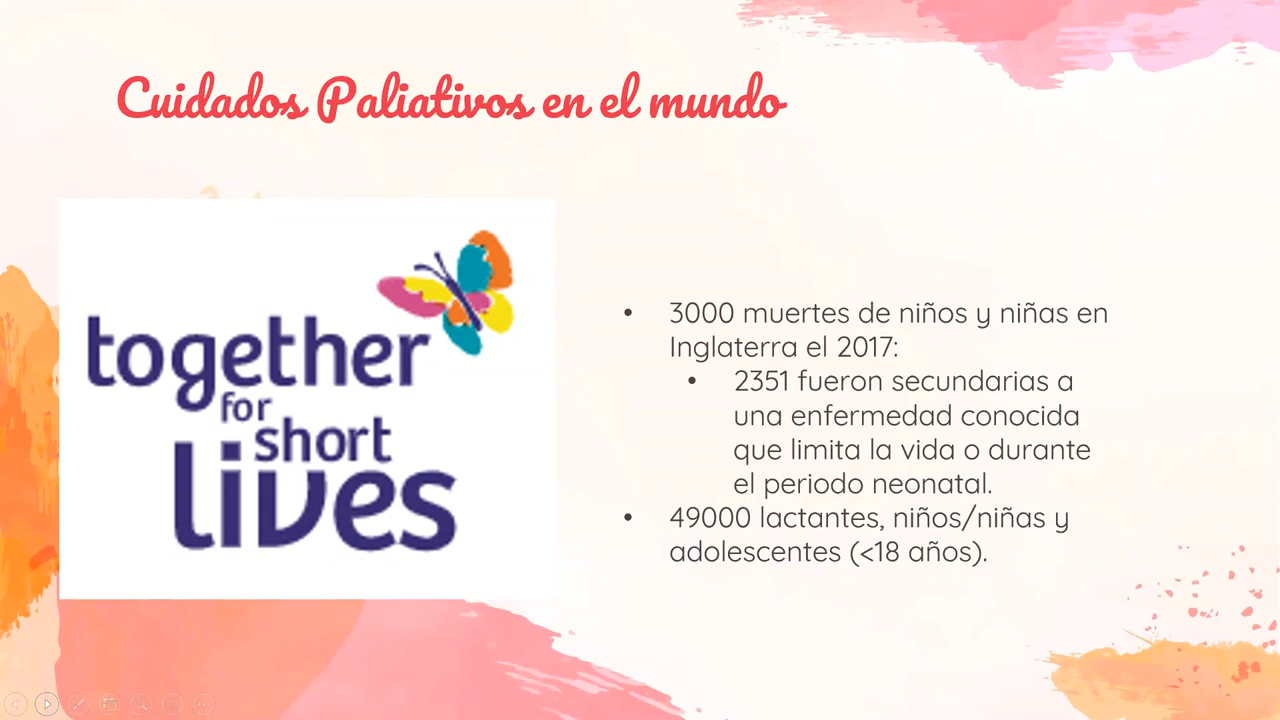 Cuidados Paliativos en el mundo
together
for
short
lives
• 3000 muertes de niños y niñas en
Inglaterra el 2017:
• 2351 fueron secundarias a
una enfermedad conocida
que limita la vida o durante
el periodo neonatal.
• 49000 lactantes, niños/niñas y
adolescentes (<18 años).